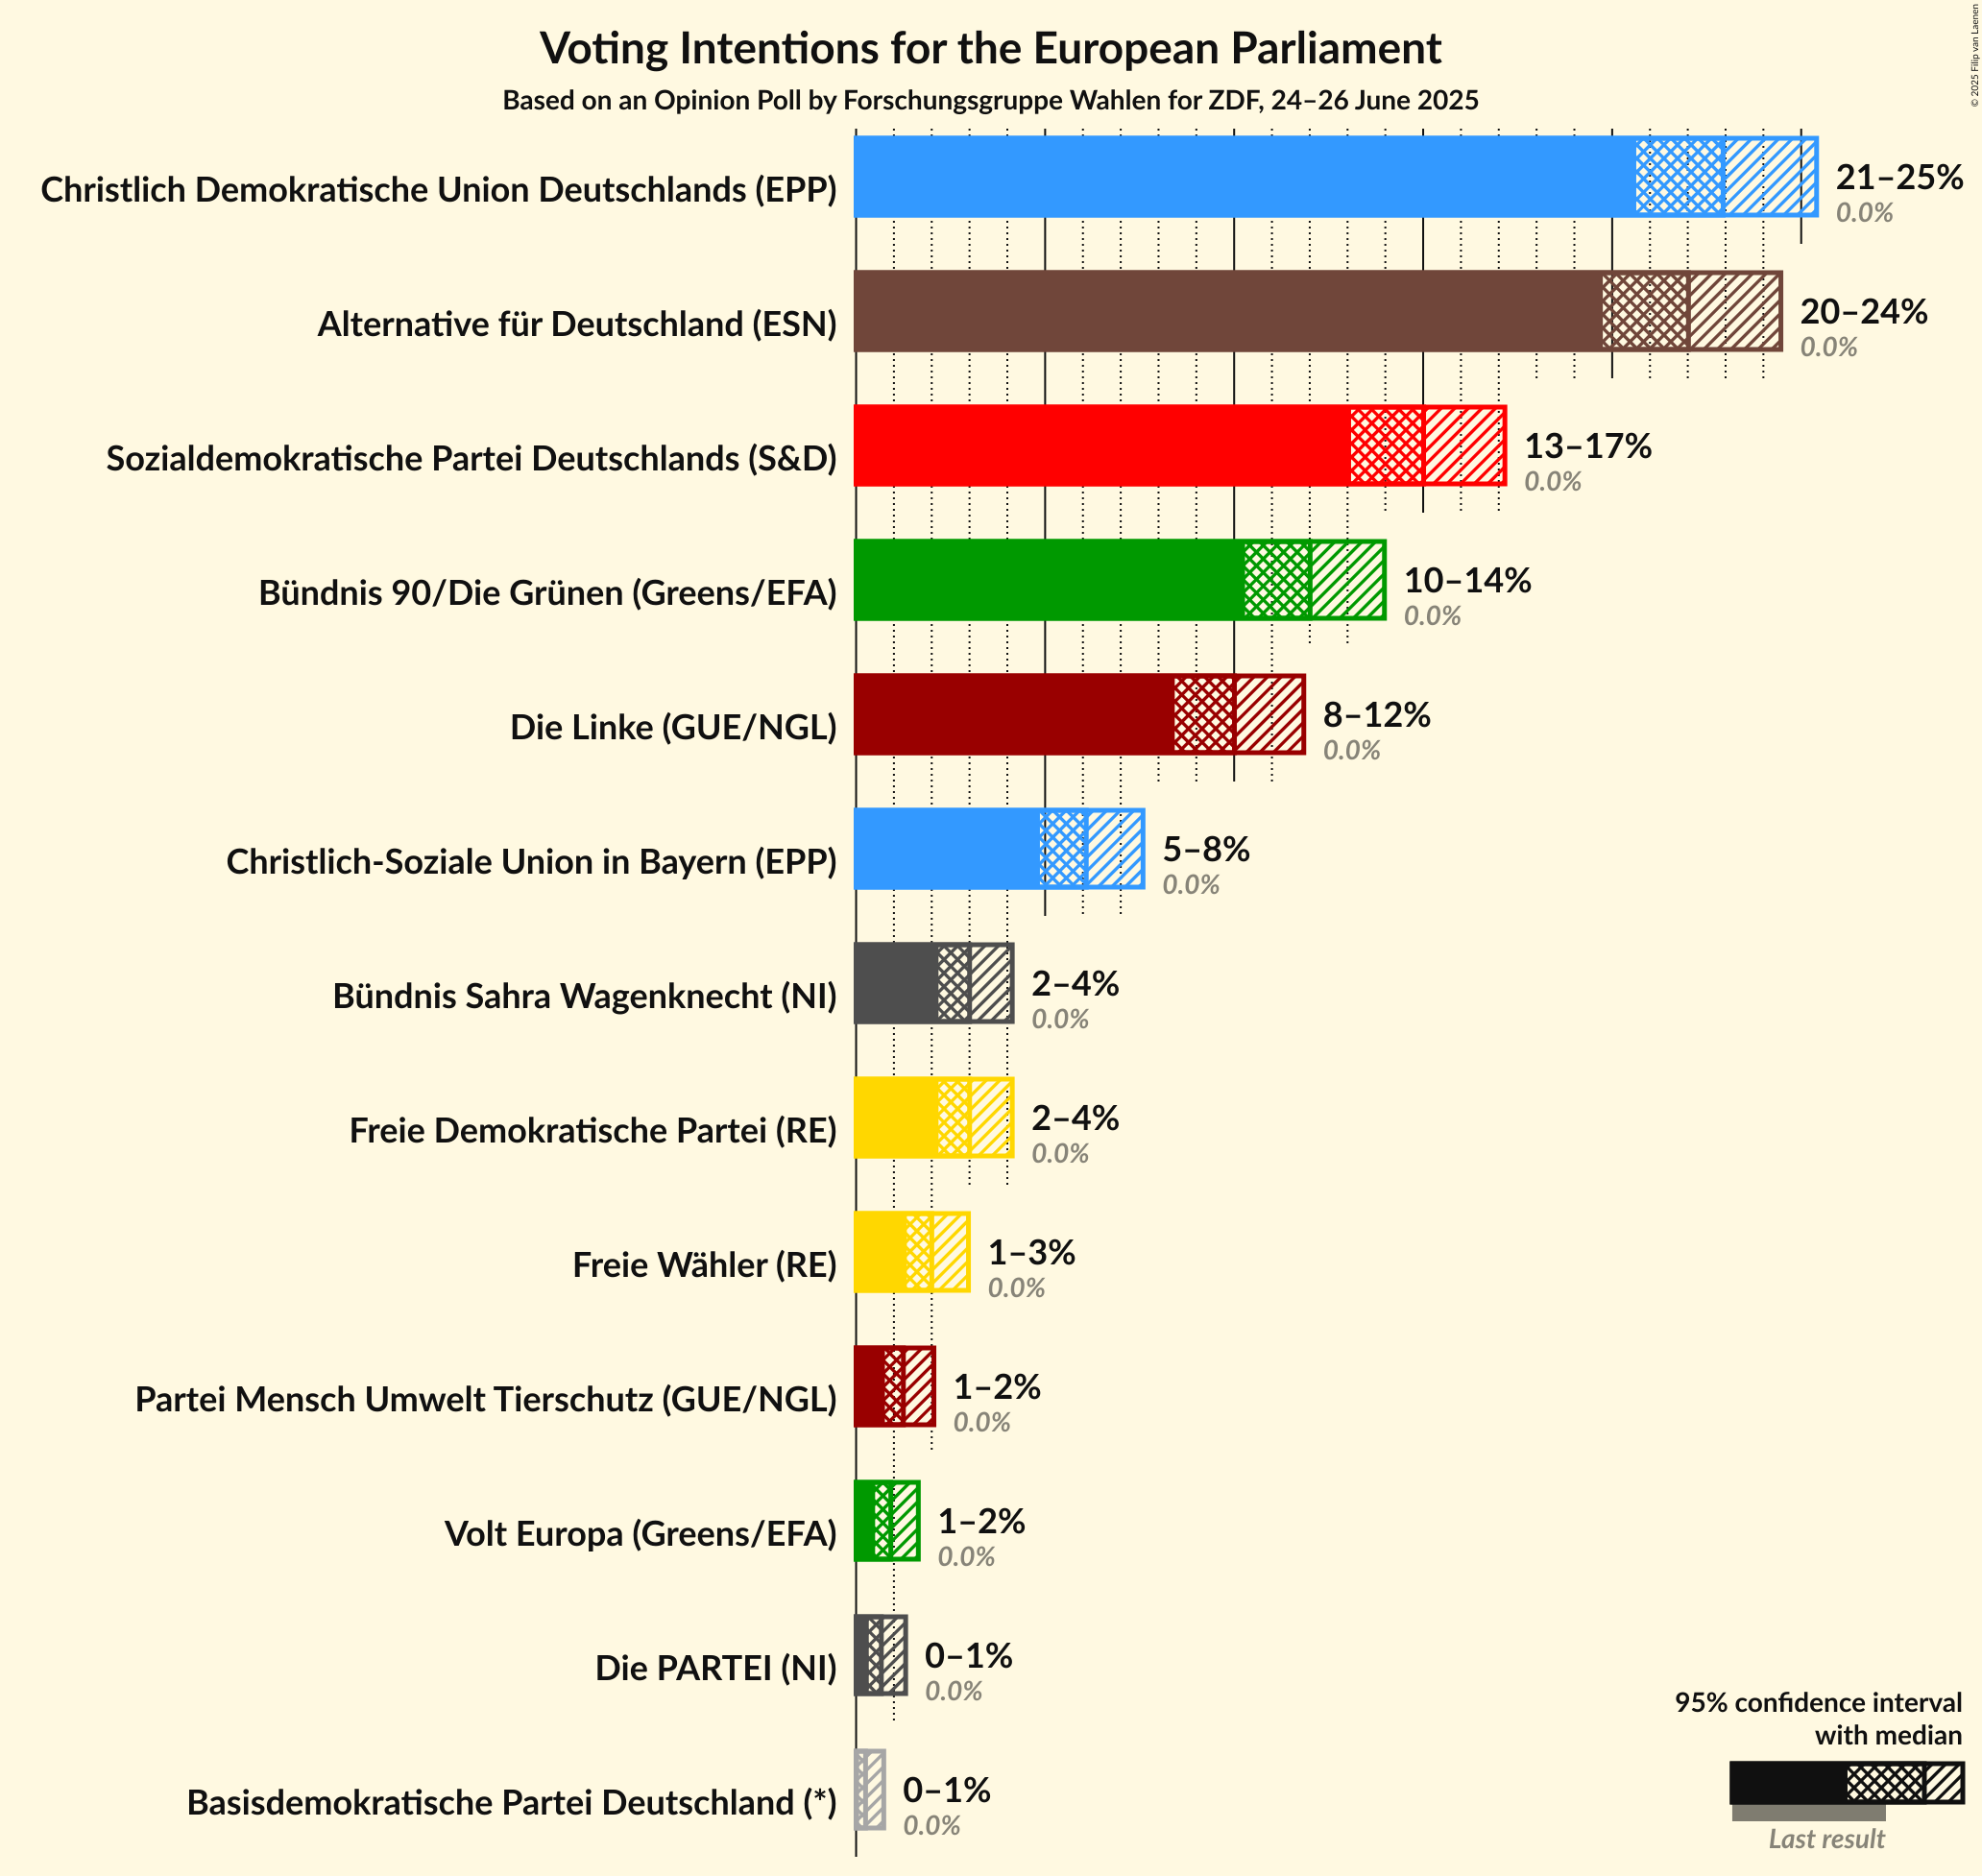 Voting Intentions for the European Parliament
Based on an Opinion Poll by Forschungsgruppe Wahlen for ZDF, 24–26 June 2025
© 2025 Filip van Laenen
Christlich Demokratische Union Deutschlands (EPP)
21–25%
0.0%
Alternative für Deutschland (ESN)
20–24%
0.0%
Sozialdemokratische Partei Deutschlands (S&D)
13–17%
0.0%
Bündnis 90/Die Grünen (Greens/EFA)
10–14%
0.0%
Die Linke (GUE/NGL)
8–12%
0.0%
Christlich-Soziale Union in Bayern (EPP)
5–8%
0.0%
Bündnis Sahra Wagenknecht (NI)
2–4%
0.0%
Freie Demokratische Partei (RE)
2–4%
0.0%
Freie Wähler (RE)
1–3%
0.0%
Partei Mensch Umwelt Tierschutz (GUE/NGL)
1–2%
0.0%
Volt Europa (Greens/EFA)
1–2%
0.0%
Die PARTEI (NI)
0–1%
0.0%
Basisdemokratische Partei Deutschland (*)
0–1%
0.0%
95% confidence interval
with median
Last result